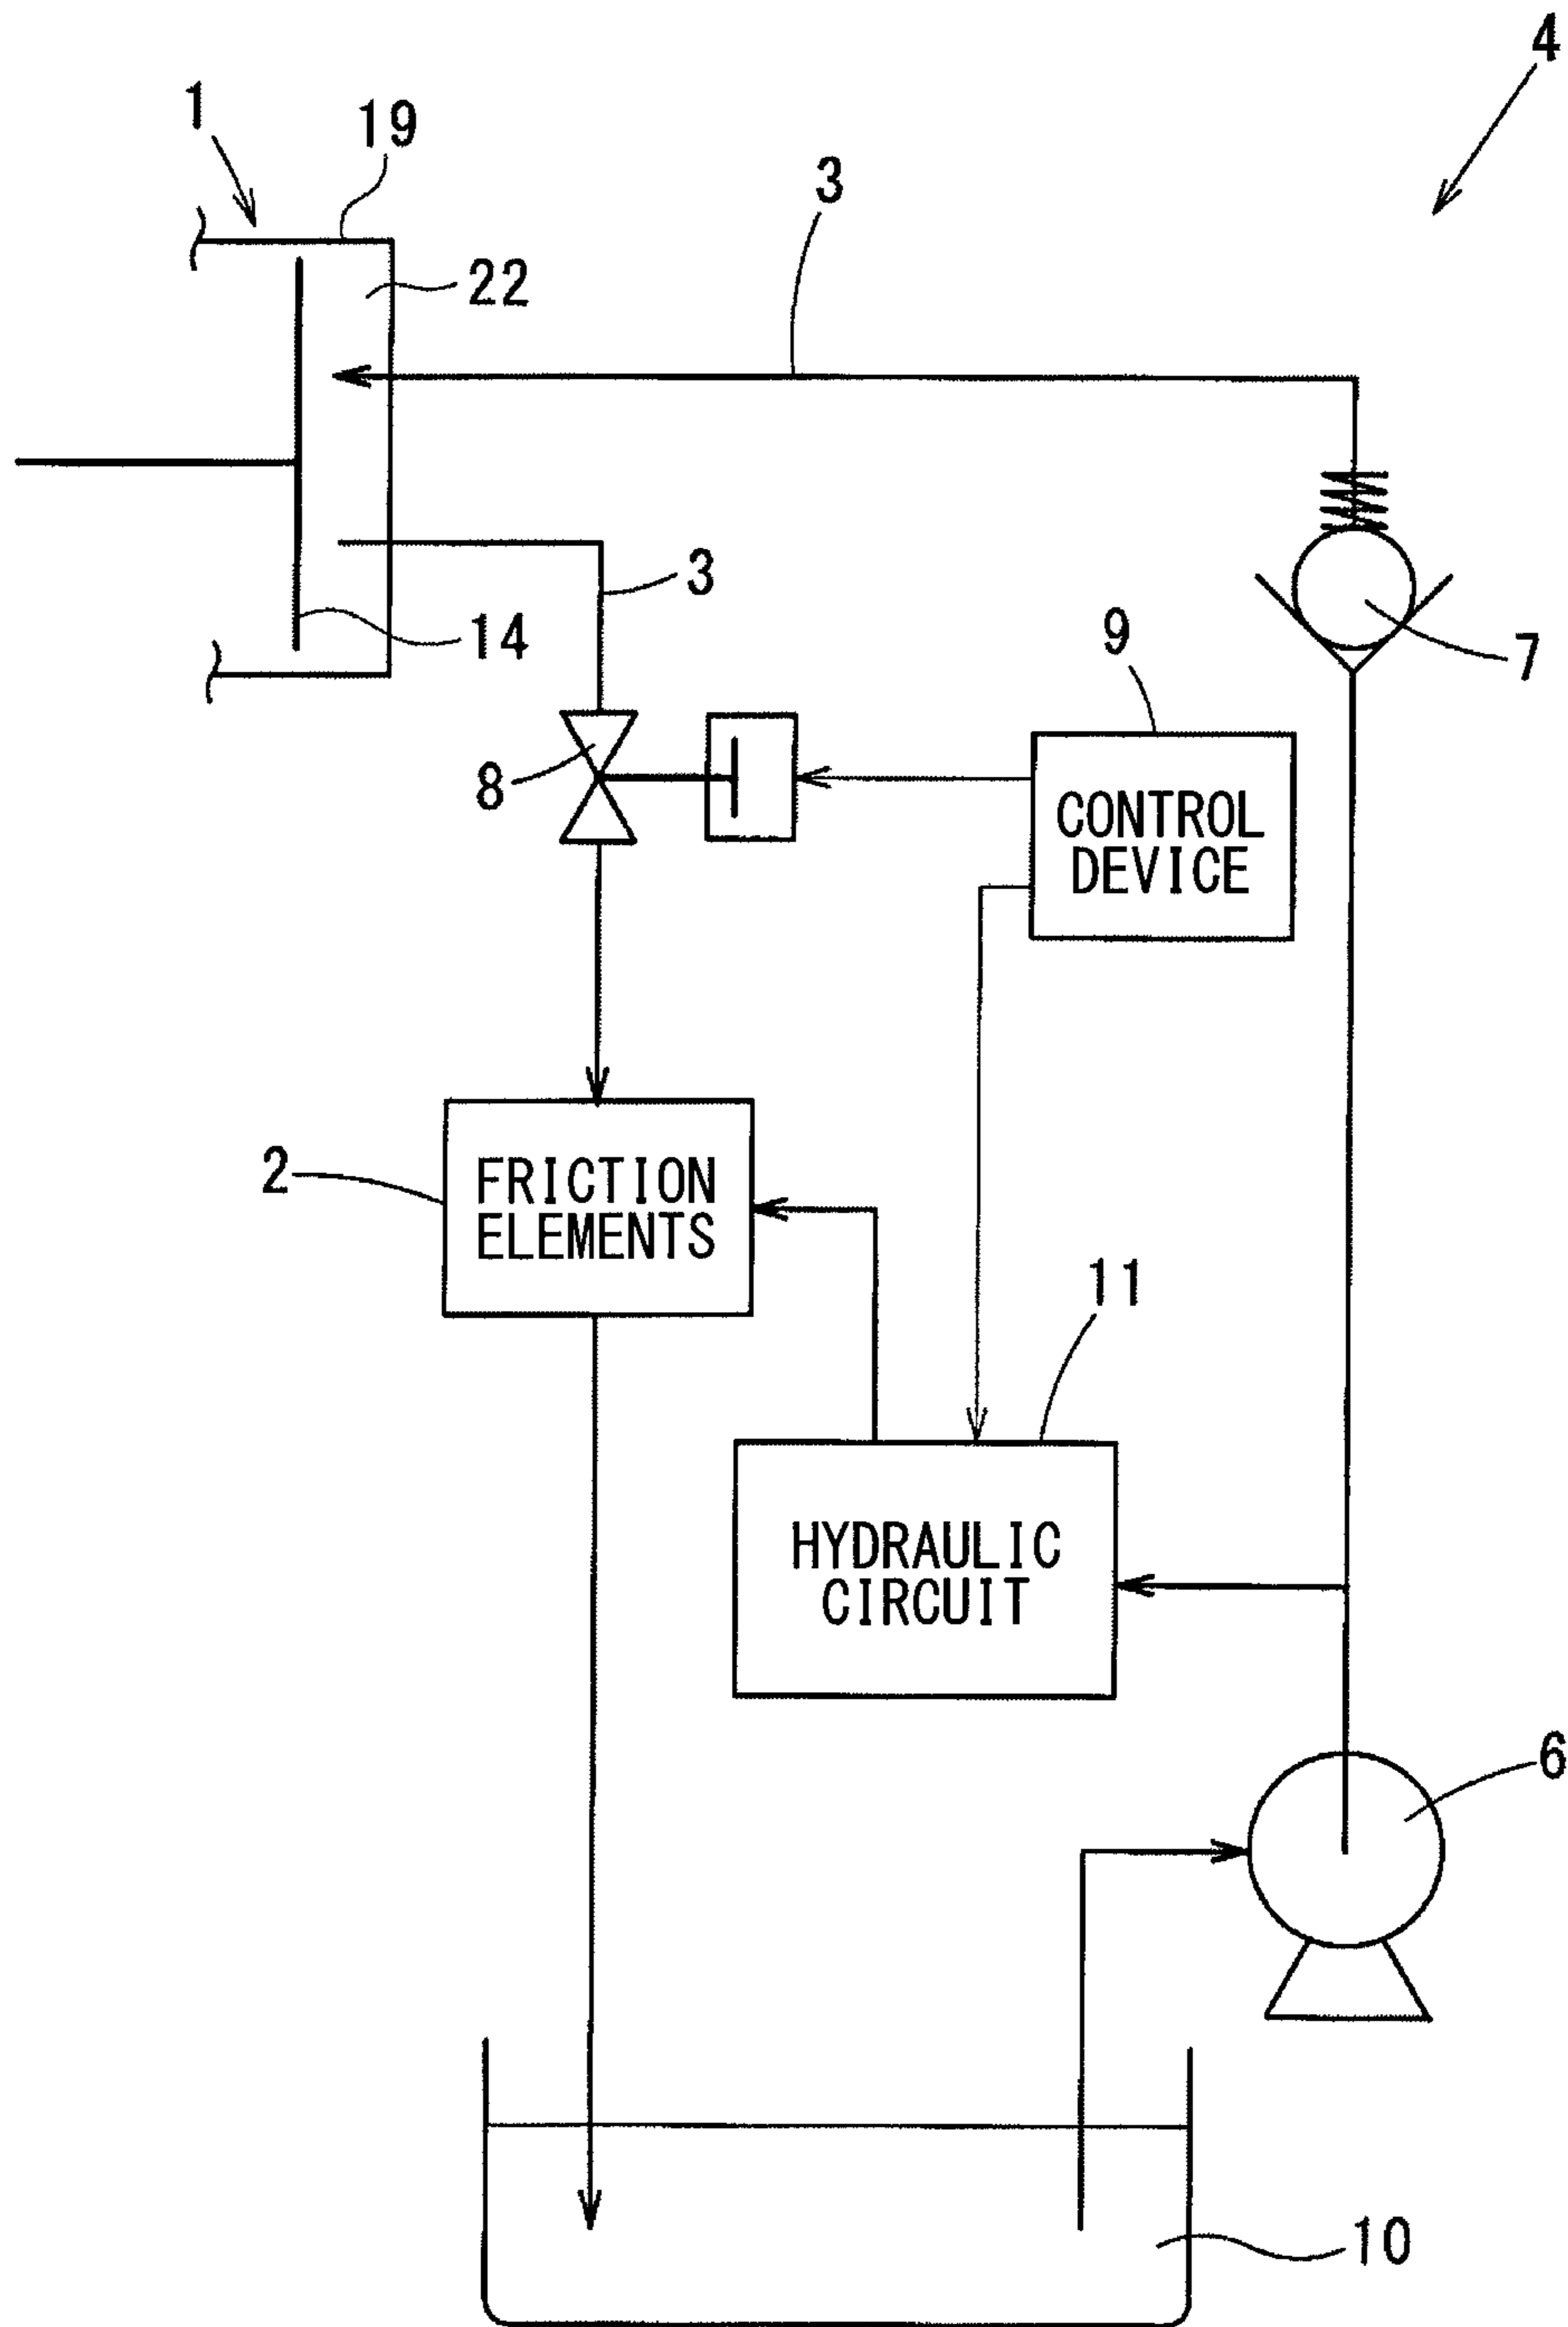 4
1
19
3
22
3
14
7
9
8
CONTROL
DEVICE
2
FRICTION
ELEMENTS
11
HYDRAULIC
CIRCUIT
6
10